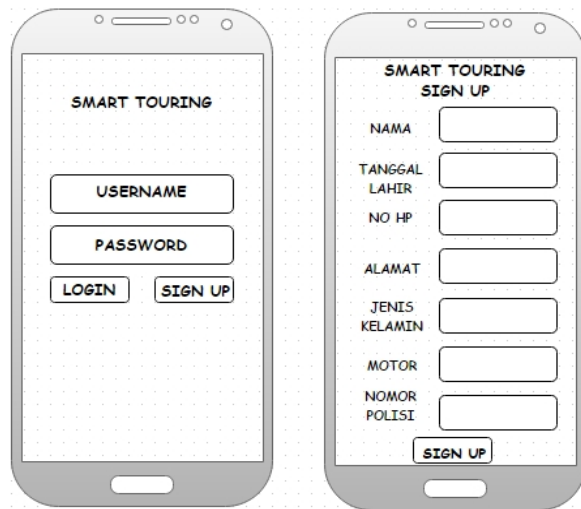 SMART TOURING
USERNAME
PASSWORD
LOGIN
SIGN UP
SMART TOURING
SIGN UP
NAMA
TANGGAL
LAHIR
NO HP
ALAMAT
JENIS
KELAMIN
MOTOR
NOMOR
POLISI
SIGN UP